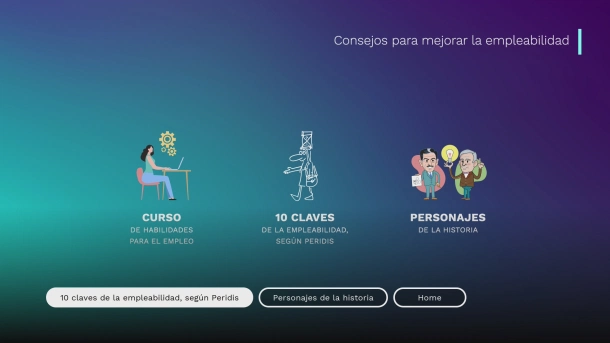 Consejos para mejorar la empleabilidad
CURSO
DE HABILIDADES
PARA EL EMPLEO
10 CLAVES
DE LA EMPLEABILIDAD,
SEGÚN PERIDIS
PERSONAJES
DE LA HISTORIA
10 claves de la empleabilidad, según Peridis
Personajes de la historia
Home